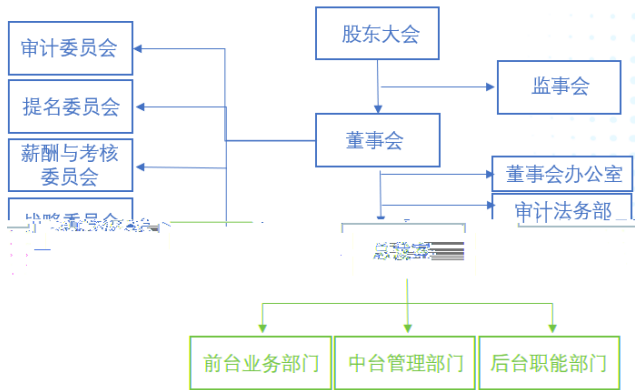 股东大会
审计委员会
监事会
提名委员会
董事会
薪酬与考核
委员会
董事会办公室
审计法务部
前台业务部门
中台管理部门
后台职能部门